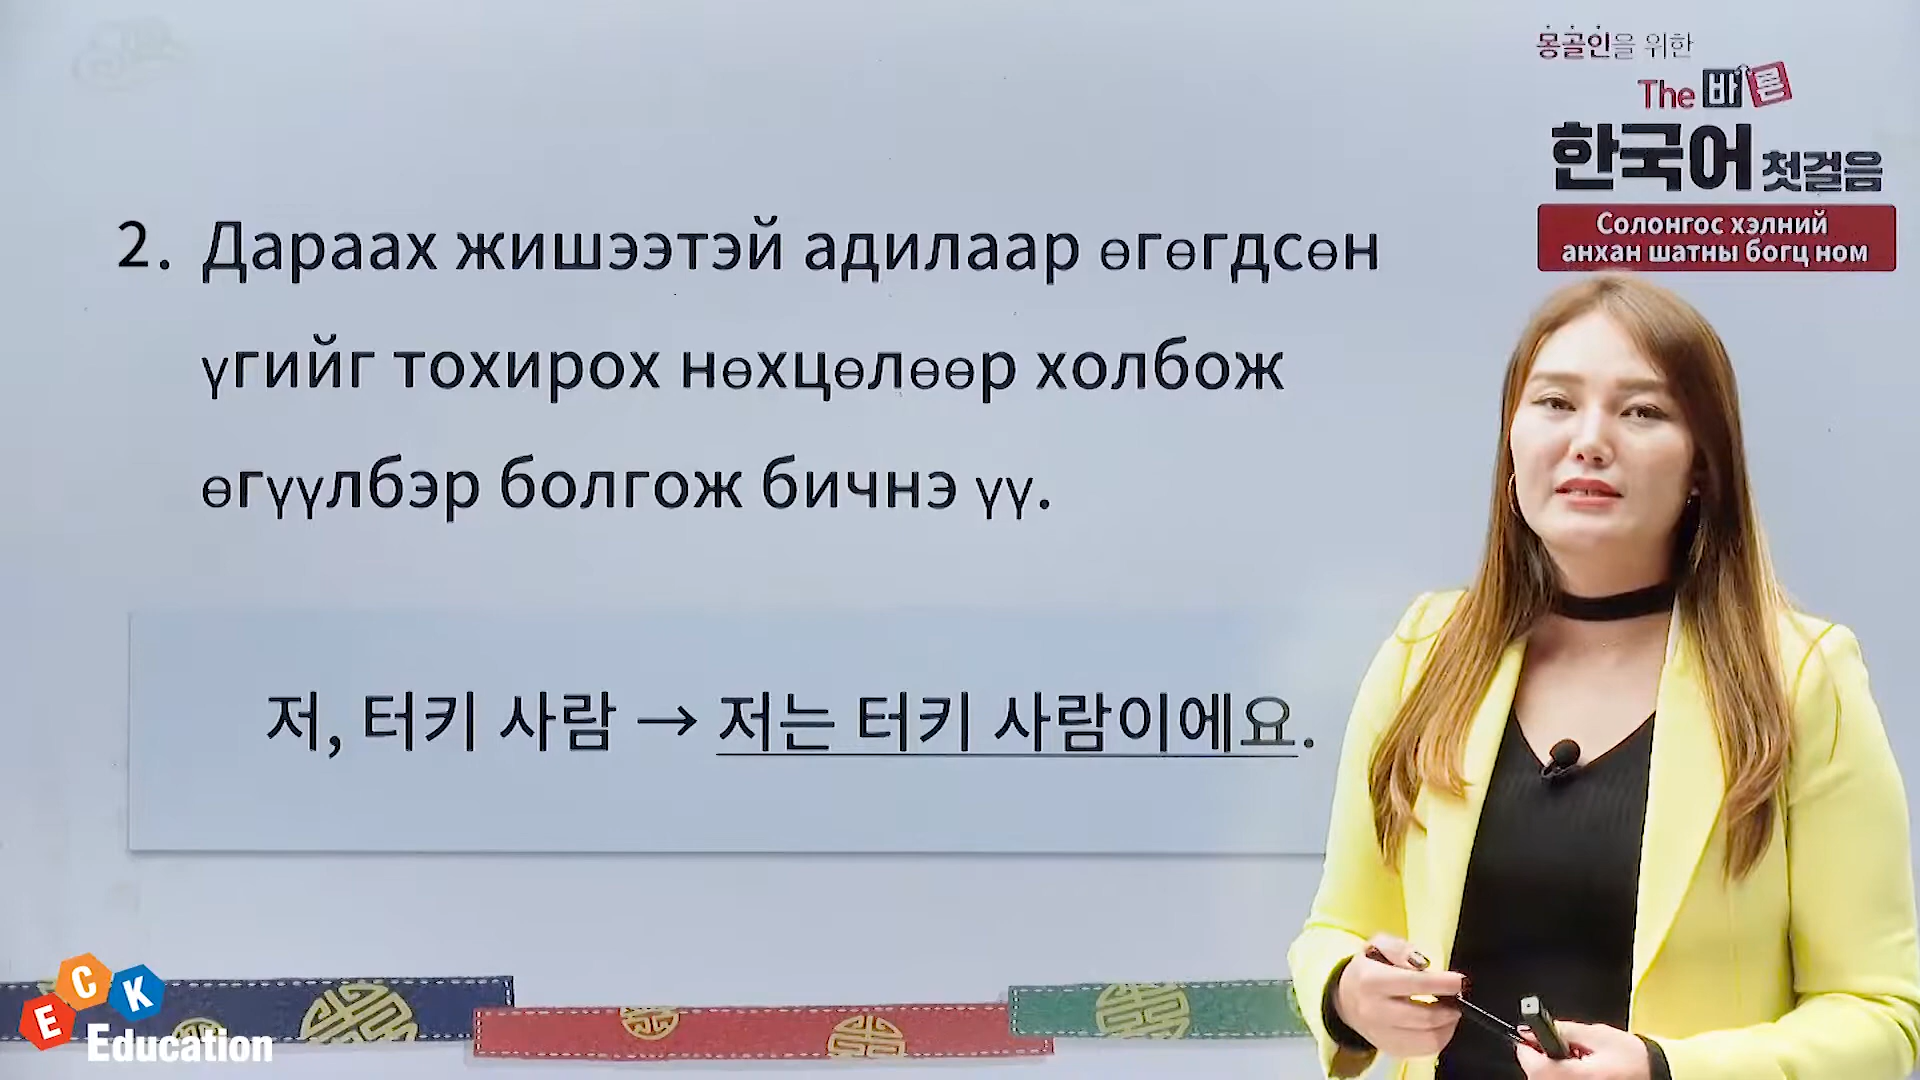 몽골인을 위한
The 바른
한국어 첫걸음
Солонгос хэлний
анхан шатны богц ном
2. Дараах жишээтэй адилаар өгөгдсөн
үгийг тохирох нөхцөлөөр холбож
өгүүлбэр болгож бичнэ үү.
저, 터키 사람 → 저는 터키 사람이에요.
ECK
Education